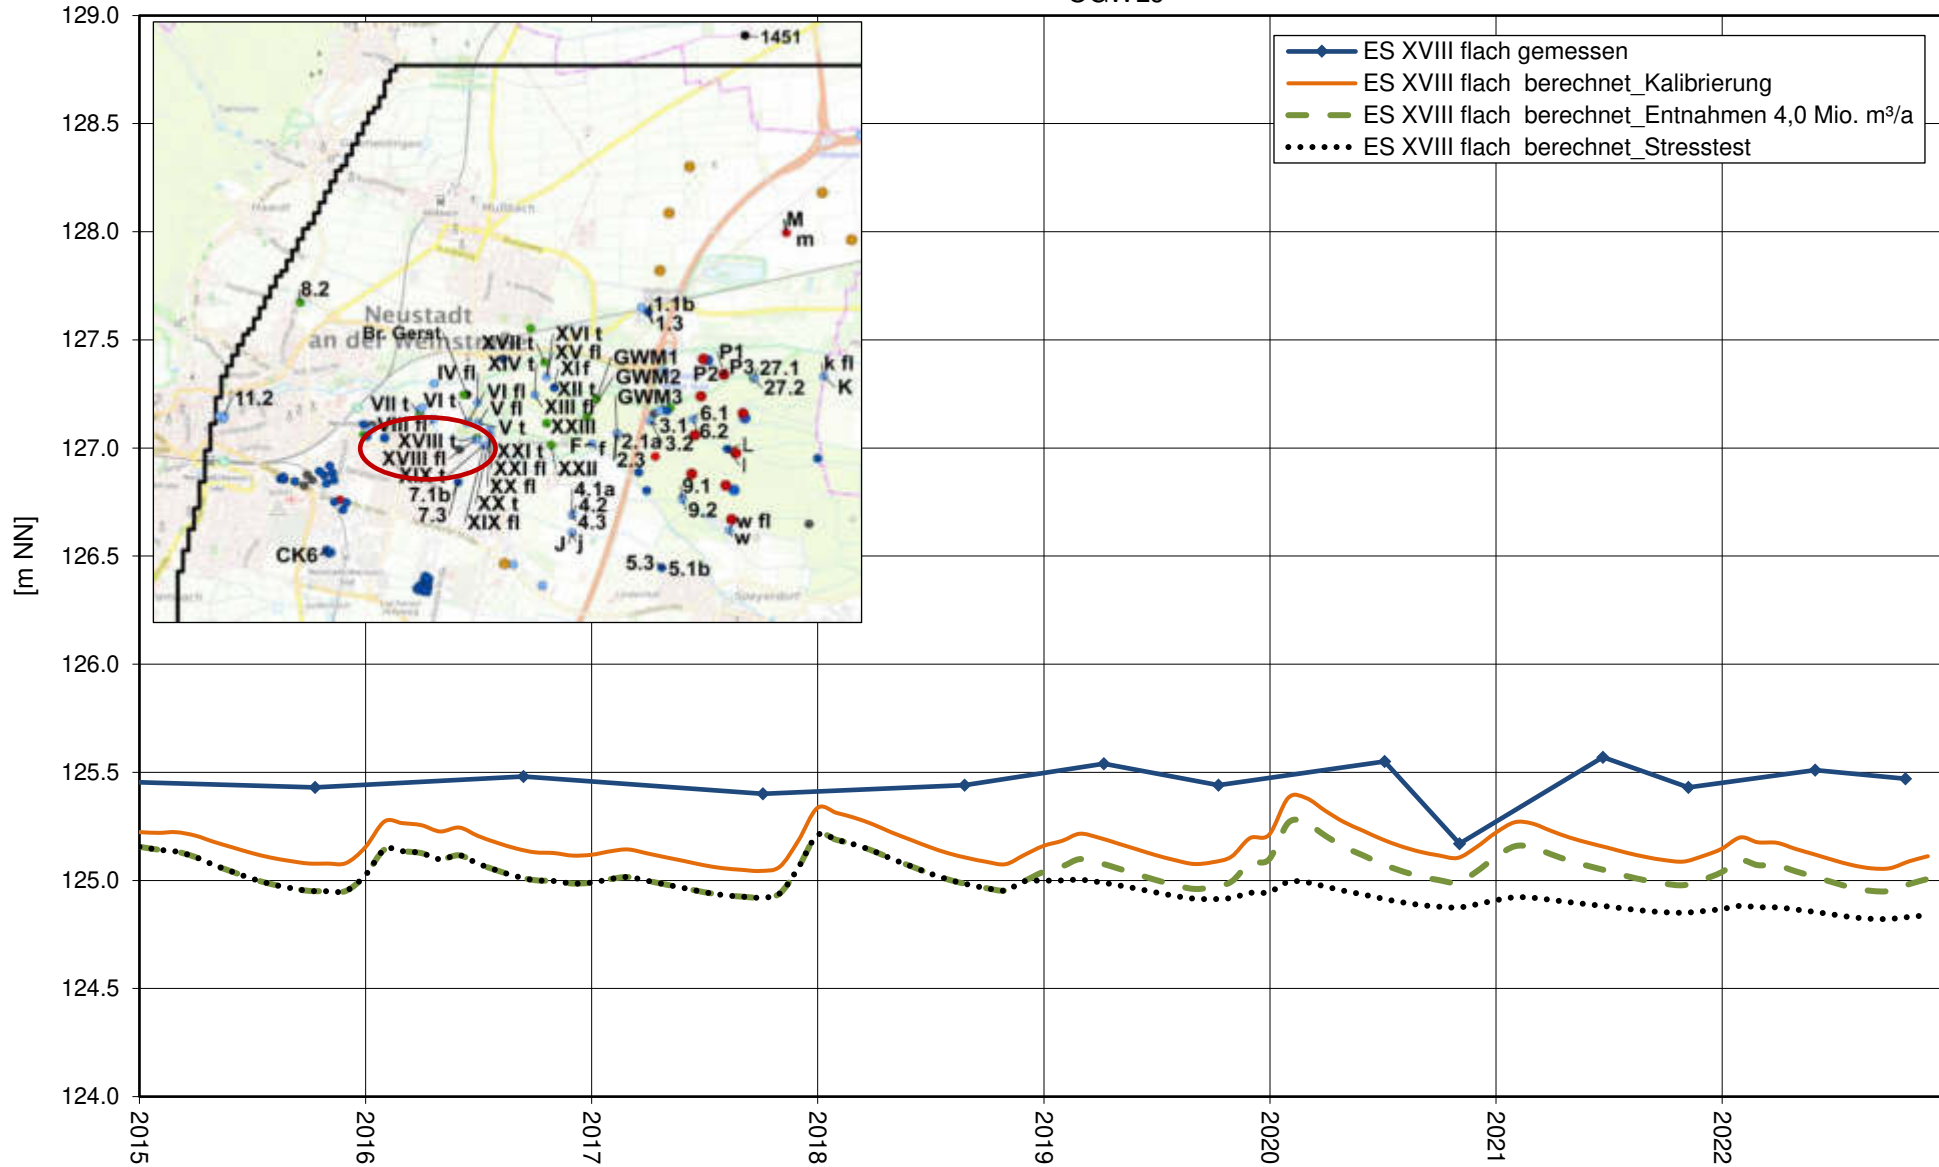 129.0
128.5
128.0
127.5
127.0
126.5
126.0
125.5
125.0
124.5
124.0
[m NN]
ES XVIII flach gemessen
ES XVIII flach berechnet_Kalibrierung
ES XVIII flach berechnet_Entnahmen 4,0 Mio. m³/a
ES XVIII flach berechnet_Stresstest
1451
M
m
8.2
Neustadt
an der Weinstr
Br. Gerst
1.1b
1.3
XVII t
XVI t
XV fl
XIV t
XI f
XII t
XIII fl
XXIII
GWM1
GWM2
GWM3
P1
P2
P3
27.1
27.2
k fl
K
IV fl
VI fl
V fl
V t
VII t
VI t
VIII fl
XVIII t
XVIII fl
XIX t
11.2
6.1
6.2
3.1
3.2
2.1a
2.3
F
f
L
l
XXI t
XXI fl
XXII
XX fl
XX t
XIX fl
7.1b
7.3
4.1a
4.2
4.3
J
j
9.1
9.2
w fl
w
CK6
5.3
5.1b
Speyerdorf
2015
2016
2017
2018
2019
2020
2021
2022